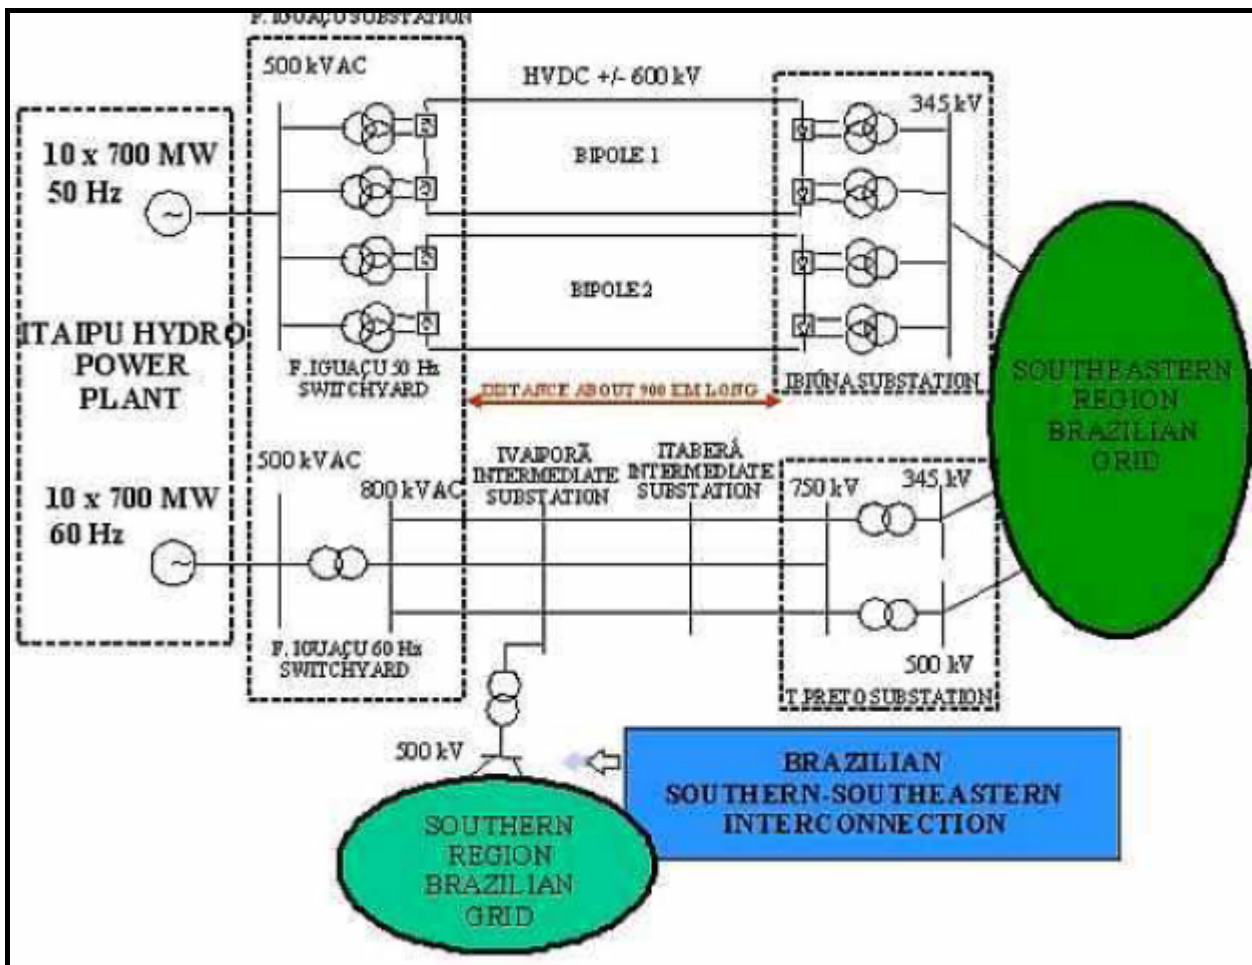 F. IGUAÇU SUBSTATION
500 kV AC
HVDC +/- 600 kV
345 kV
10 x 700 MW
50 Hz
BIPOLE 1
BIPOLE 2
ITAIPU HYDRO
POWER
PLANT
F. IGUAÇU 50 Hz
SWITCHYARD
DISTANCE ABOUT 900 KM LONG
IBIÚNA SUBSTATION
SOUTHEASTERN
REGION
BRAZILIAN
GRID
500 kVAC
800 kVAC
IVAIPORÃ
INTERMEDIATE
SUBSTATION
ITABERÁ
INTERMEDIATE
SUBSTATION
750 kV
345 kV
10 x 700 MW
60 Hz
F. IGUAÇU 60 Hz
SWITCHYARD
500 kV
T PRETO SUBSTATION
500 kV
BRAZILIAN
SOUTHERN-SOUTHEASTERN
INTERCONNECTION
SOUTHERN
REGION
BRAZILIAN
GRID